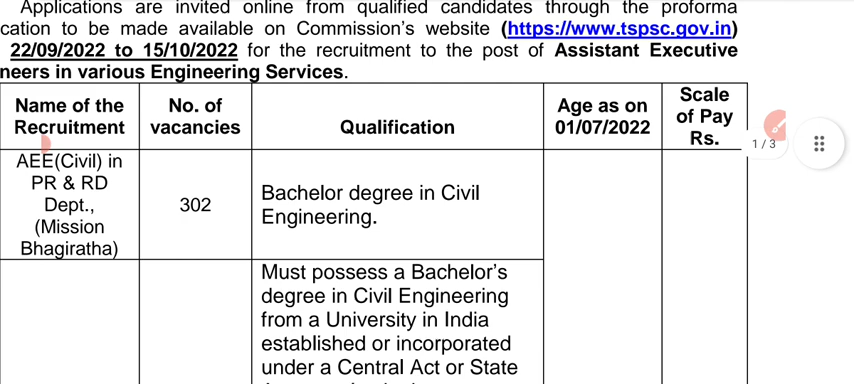 Applications are invited online from qualified candidates through the proforma
cation to be made available on Commission's website (https://www.tspsc.gov.in)
22/09/2022 to 15/10/2022 for the recruitment to the post of Assistant Executive
neers in various Engineering Services.
Name of the Recruitment
No. of vacancies
Qualification
Age as on 01/07/2022
Scale of Pay Rs.
1 / 3
AEE(Civil) in
PR & RD
Dept.,
(Mission
Bhagiratha)
302
Bachelor degree in Civil
Engineering.
Must possess a Bachelor's
degree in Civil Engineering
from a University in India
established or incorporated
under a Central Act or State